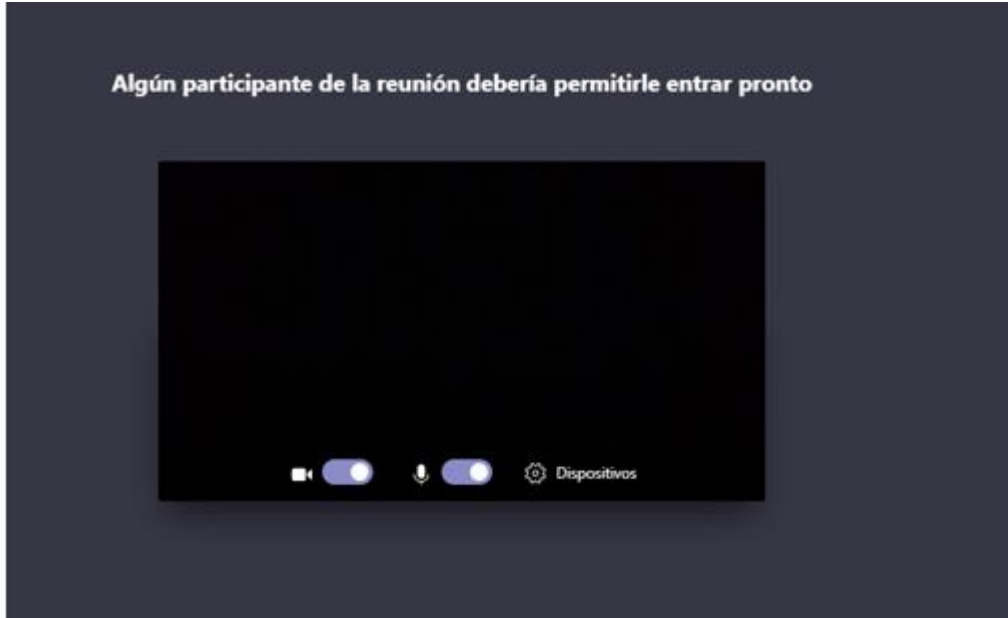 Algún participante de la reunión debería permitirle entrar pronto
Dispositivos